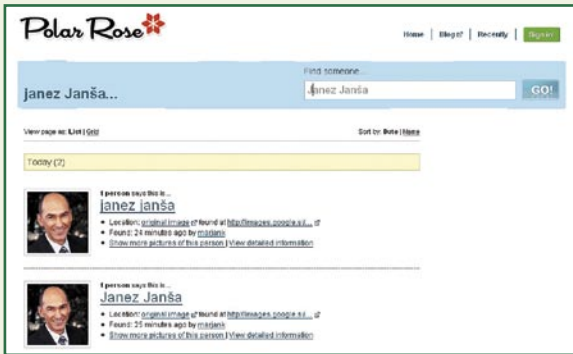 Polar Rose
Home | Blog | Recently | Sign in
Find someone...
janez Janša...
Janez Janša GO!
View page as: List | Grid Sort by: Date | Name
Today (2)
1 person says this is...
janez janša
• Location: original image found at http://images.google.si/...
• Found: 24 minutes ago by marjank
• Show more pictures of this person | View detailed information
1 person says this is...
Janez Janša
• Location: original image found at http://images.google.si/...
• Found: 25 minutes ago by marjank
• Show more pictures of this person | View detailed information